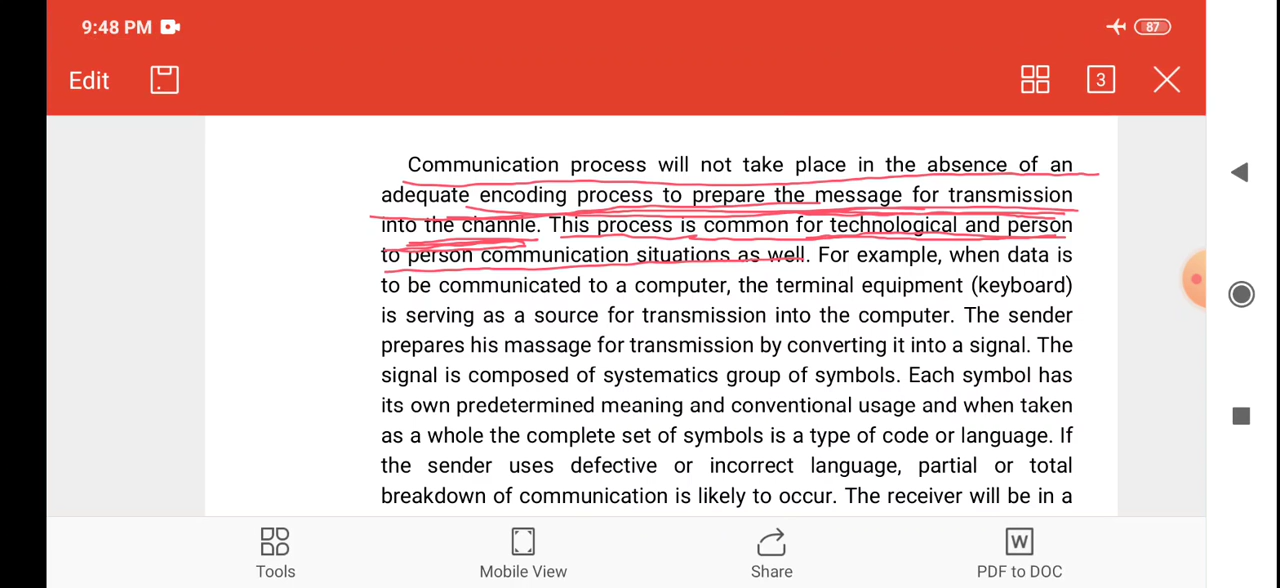 9:48 PM 87
Edit 3
Communication process will not take place in the absence of an
adequate encoding process to prepare the message for transmission
into the channle. This process is common for technological and person
to person communication situations as well. For example, when data is
to be communicated to a computer, the terminal equipment (keyboard)
is serving as a source for transmission into the computer. The sender
prepares his massage for transmission by converting it into a signal. The
signal is composed of systematics group of symbols. Each symbol has
its own predetermined meaning and conventional usage and when taken
as a whole the complete set of symbols is a type of code or language. If
the sender uses defective or incorrect language, partial or total
breakdown of communication is likely to occur. The receiver will be in a
W
Tools Mobile View Share PDF to DOC